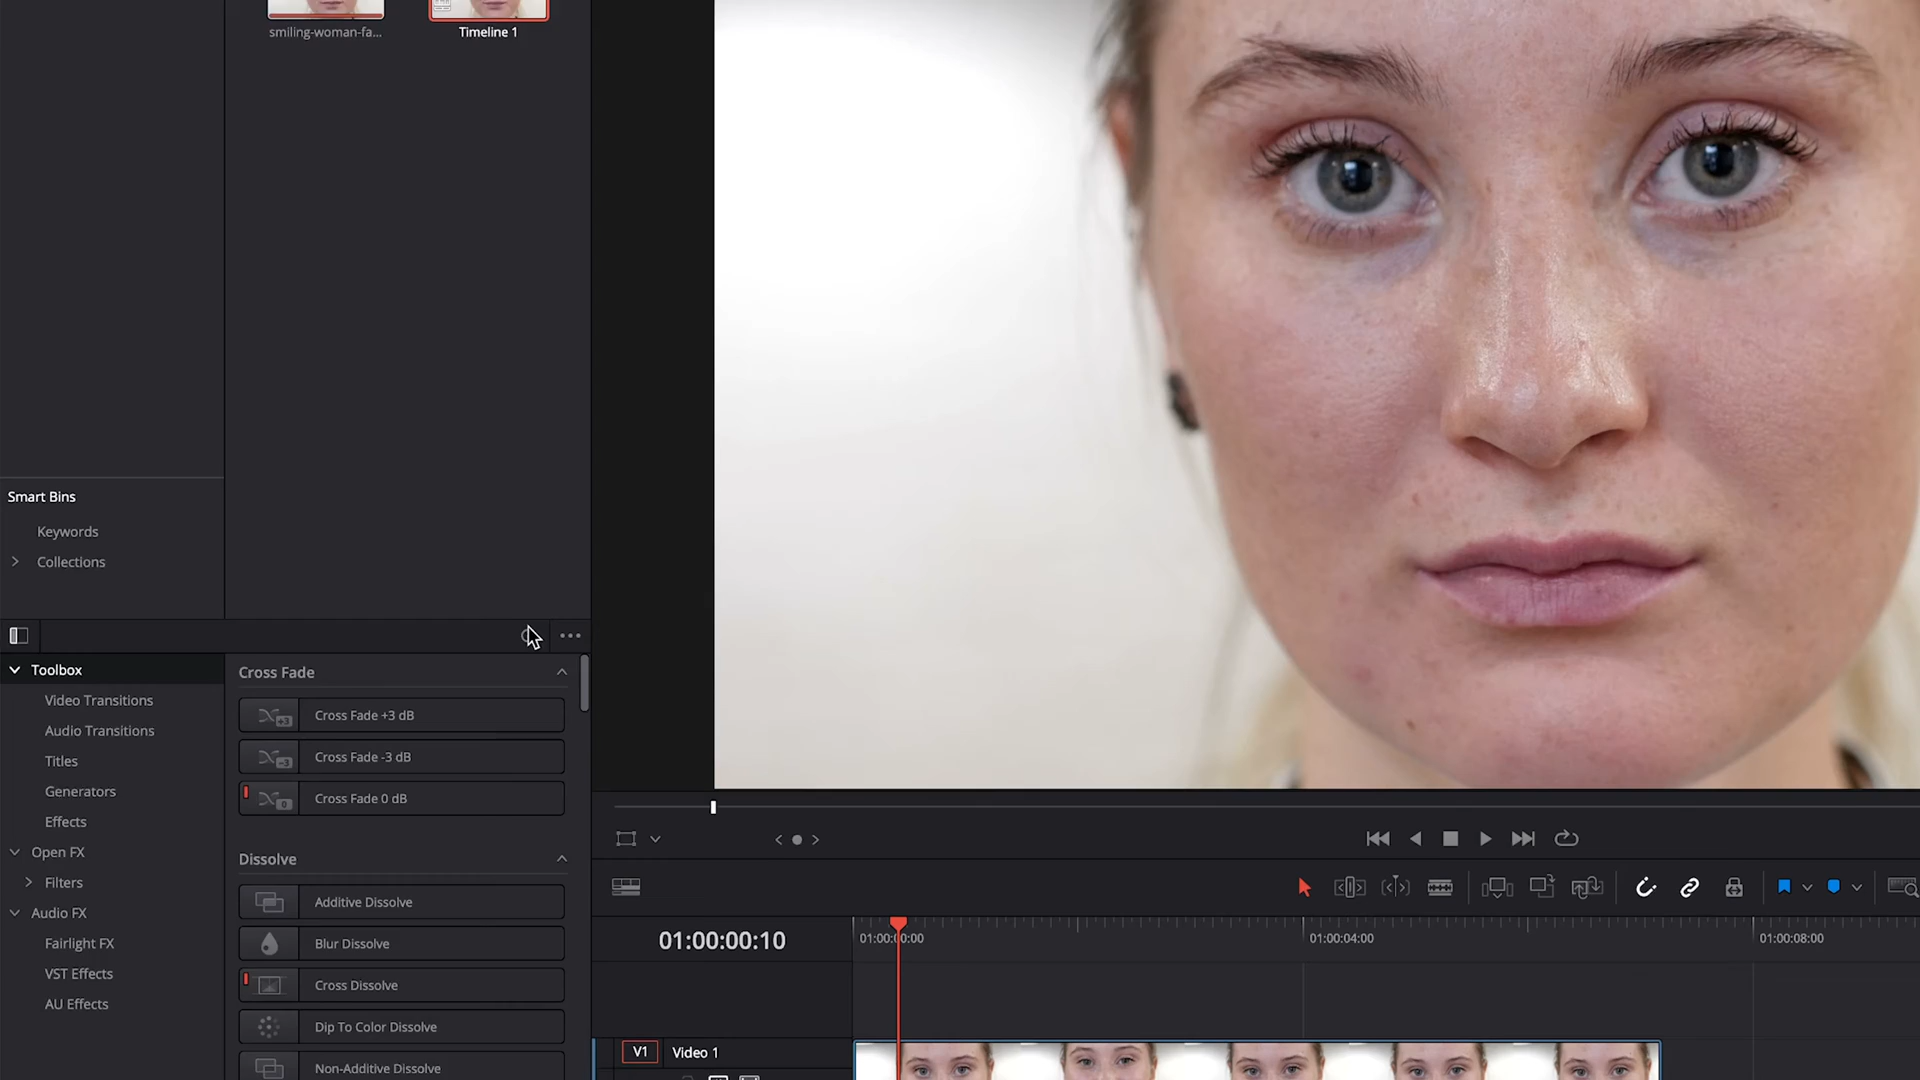 smiling-woman-fa...
Timeline 1
Smart Bins
Keywords
Collections
Toolbox
Video Transitions
Audio Transitions
Titles
Generators
Effects
Open FX
Filters
Audio FX
Fairlight FX
VST Effects
AU Effects
Cross Fade
+3
Cross Fade +3 dB
-3
Cross Fade -3 dB
0
Cross Fade 0 dB
Dissolve
Additive Dissolve
Blur Dissolve
Cross Dissolve
Dip To Color Dissolve
Non-Additive Dissolve
01:00:00:10
01:00:00:00
01:00:04:00
01:00:08:00
V1
Video 1